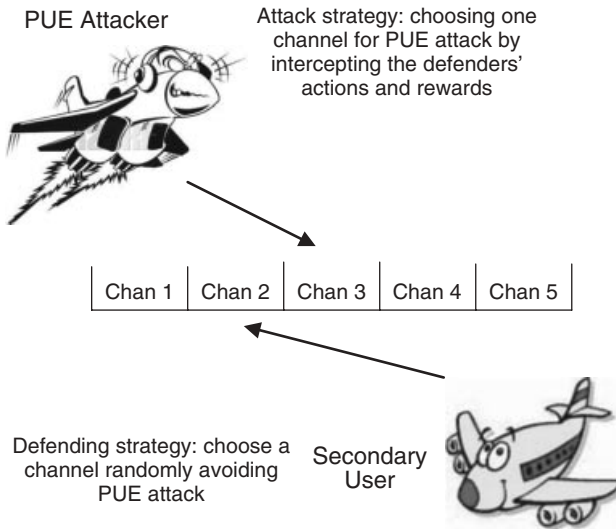 PUE Attacker
Attack strategy: choosing one
channel for PUE attack by
intercepting the defenders'
actions and rewards
Chan 1 Chan 2 Chan 3 Chan 4 Chan 5
Defending strategy: choose a
channel randomly avoiding
PUE attack
Secondary
User